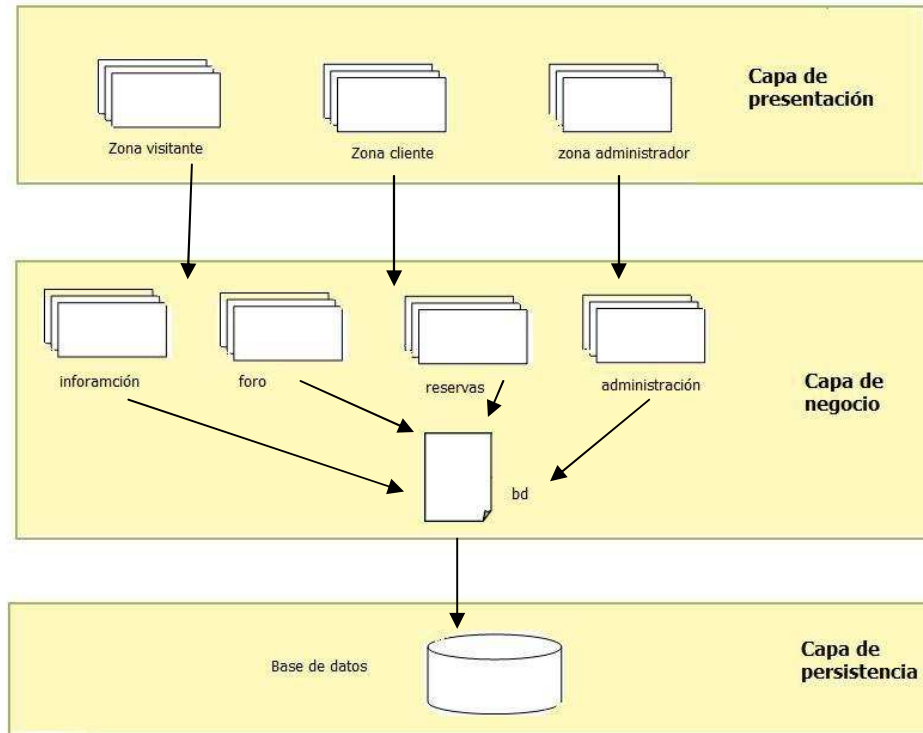 Capa de
presentación
Zona visitante
Zona cliente
zona administrador
inforamción
foro
reservas
administración
Capa de
negocio
bd
Base de datos
Capa de
persistencia